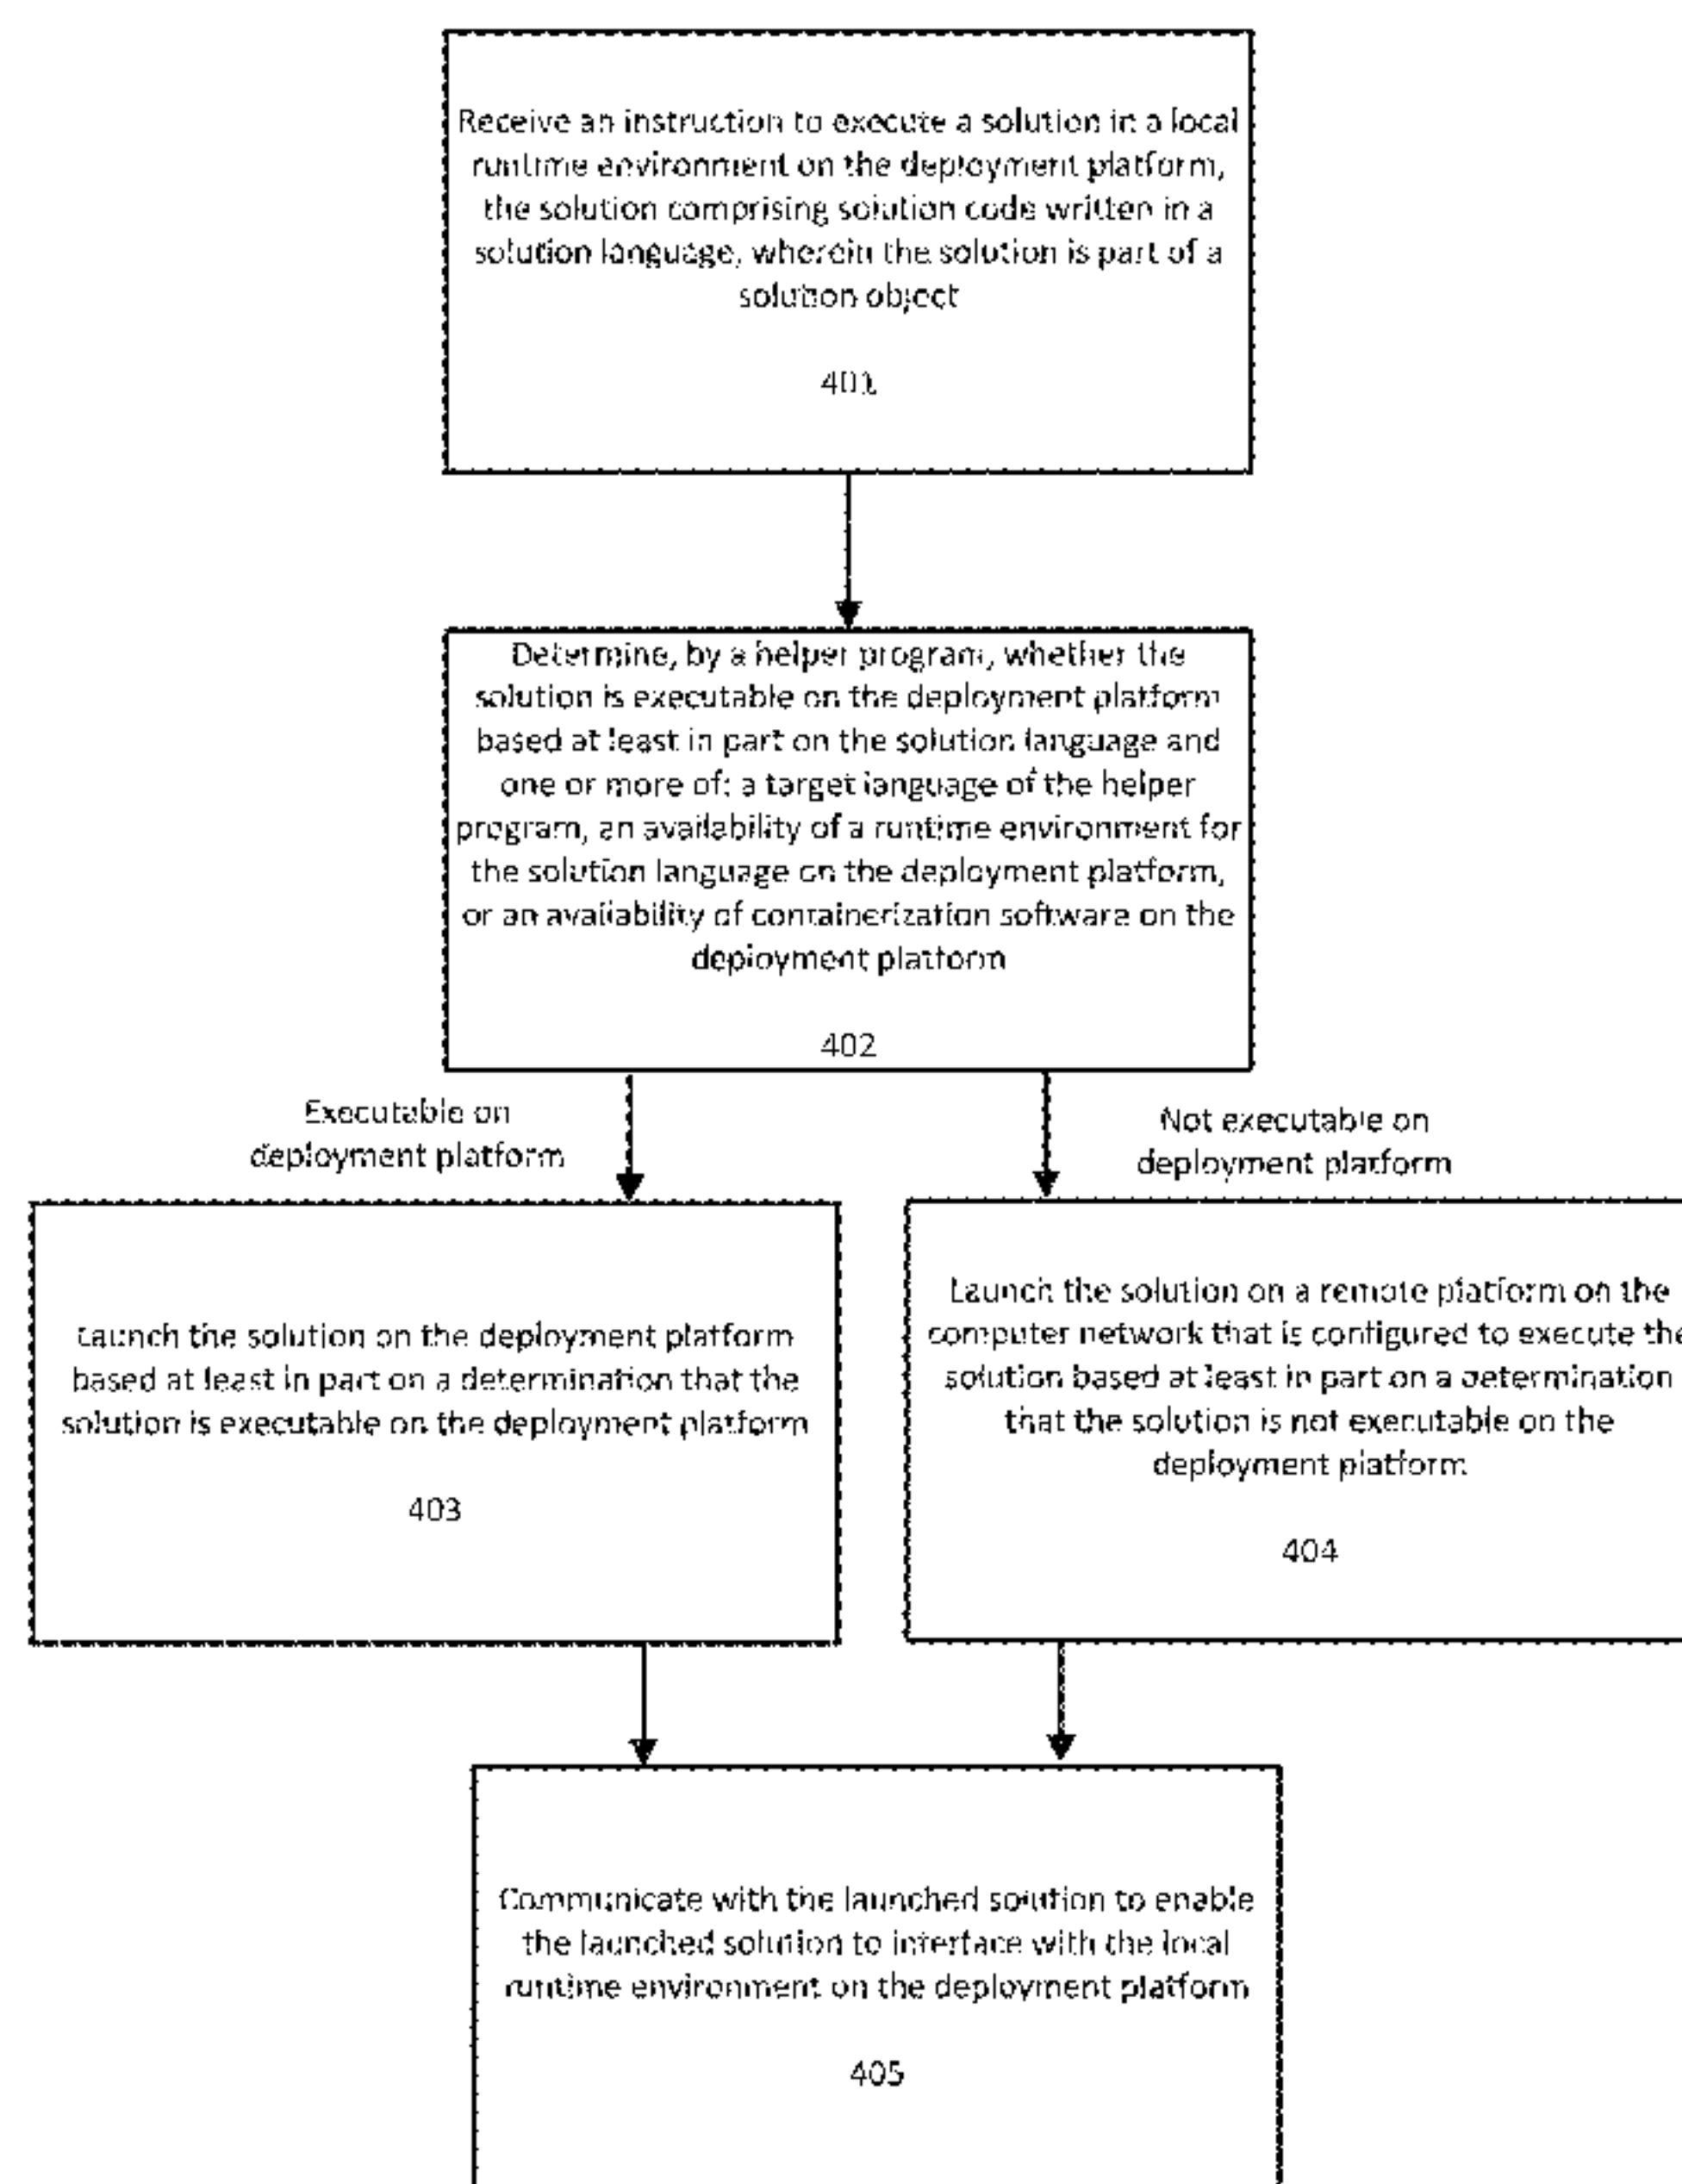 Receive an instruction to execute a solution in a local
runtime environment on the deployment platform,
the solution comprising solution code written in a
solution language, wherein the solution is part of a
solution object
401
Determine, by a helper program, whether the
solution is executable on the deployment platform
based at least in part on the solution language and
one or more of: a target language of the helper
program, an availability of a runtime environment for
the solution language on the deployment platform,
or an availability of containerization software on the
deployment platform
402
Executable on
deployment platform
Not executable on
deployment platform
Launch the solution on the deployment platform
based at least in part on a determination that the
solution is executable on the deployment platform
403
Launch the solution on a remote platform on the
computer network that is configured to execute the
solution based at least in part on a determination
that the solution is not executable on the
deployment platform
404
Communicate with the launched solution to enable
the launched solution to interface with the local
runtime environment on the deployment platform
405